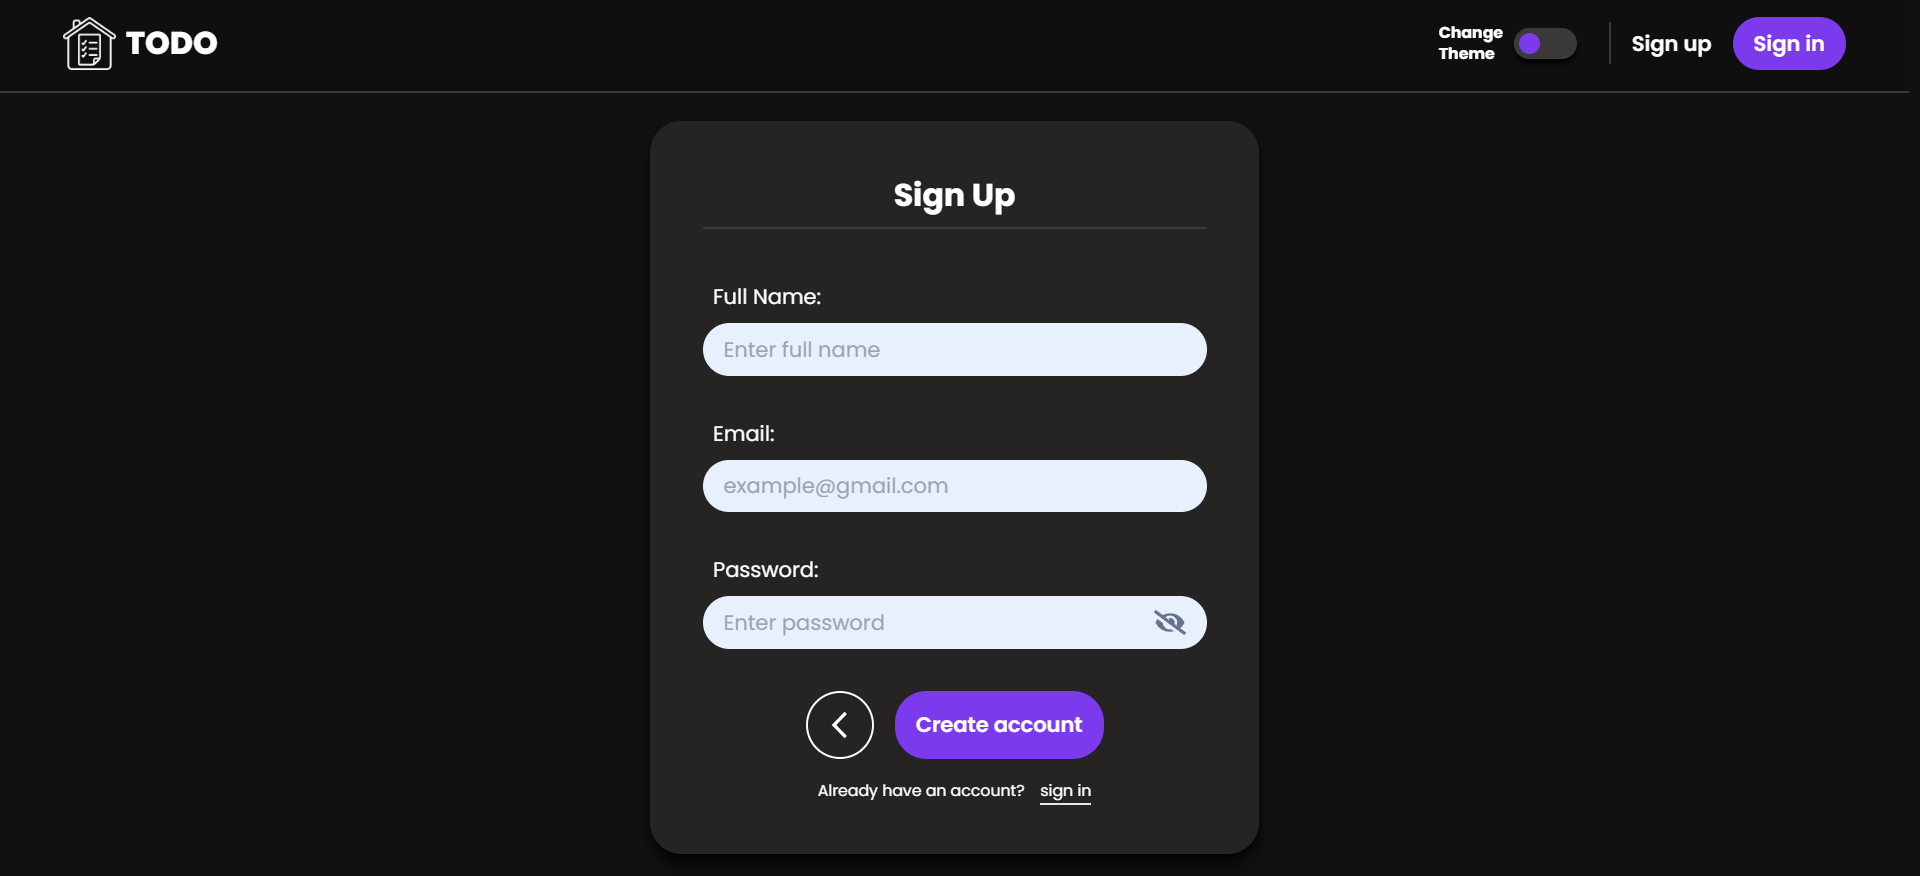 TODO
Change
Theme
Sign up
Sign in
Sign Up
Full Name:
Enter full name
Email:
example@gmail.com
Password:
Enter password
Create account
Already have an account? sign in